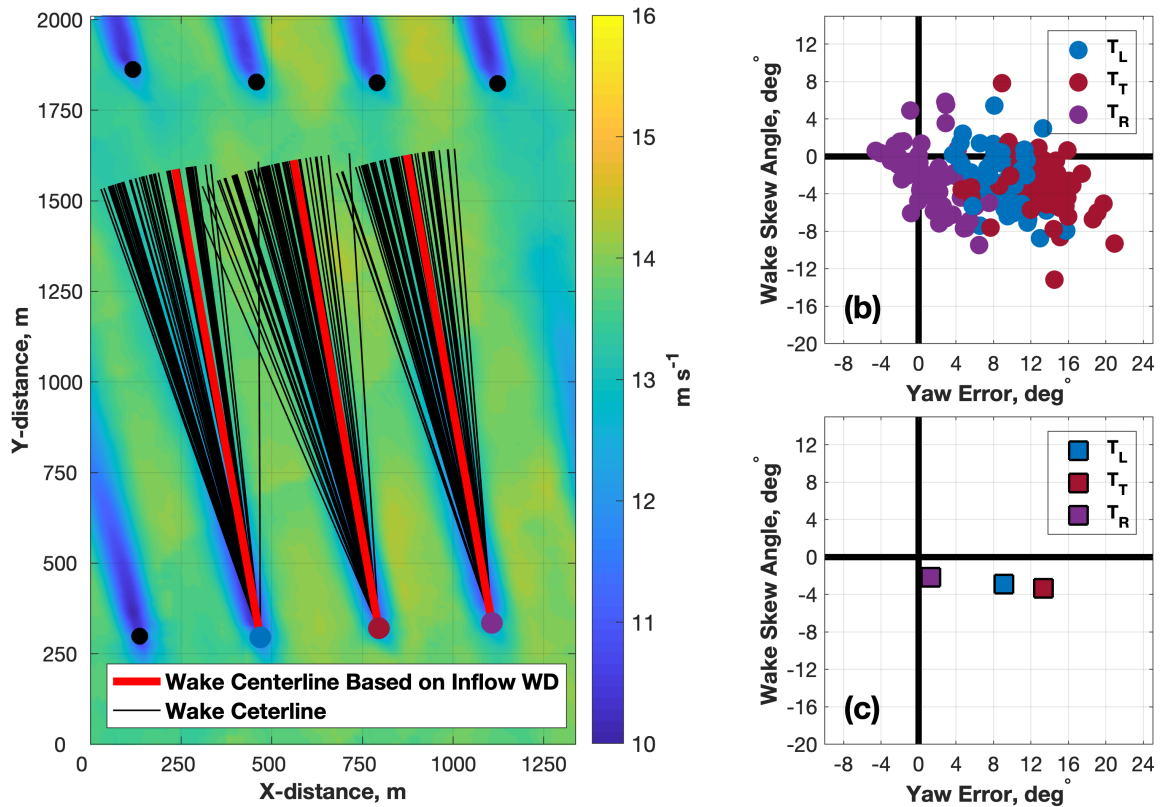 2000
1750
1500
1250
1000
750
500
250
0
Y-distance, m
0 250 500 750 1000 1250
X-distance, m
Wake Centerline Based on Inflow WD
Wake Ceterline
16
15
14
13
12
11
10
m s-1
12
8
4
0
-4
-8
-12
-16
-20
Wake Skew Angle, deg°
TL
TT
TR
(b)
-8 -4 0 4 8 12 16 20 24
Yaw Error, deg°
12
8
4
0
-4
-8
-12
-16
-20
Wake Skew Angle, deg°
TL
TT
TR
(c)
-8 -4 0 4 8 12 16 20 24
Yaw Error, deg°